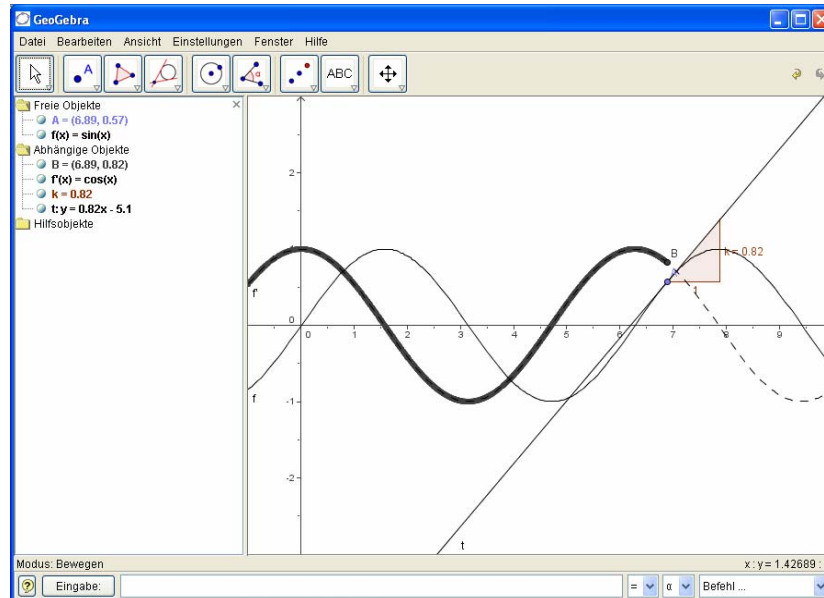 GeoGebra
Datei Bearbeiten Ansicht Einstellungen Fenster Hilfe
A ABC
Freie Objekte
A = (6.89, 0.57)
f(x) = sin(x)
Abhängige Objekte
B = (6.89, 0.82)
f'(x) = cos(x)
k = 0.82
t: y = 0.82x - 5.1
Hilfsobjekte
2
B
k = 0.82
A
1
f'
0
0 1 2 3 4 5 6 7 8 9
f
-1
-2
t
Modus: Bewegen x : y = 1.42689 :
Eingabe: = α Befehl ...